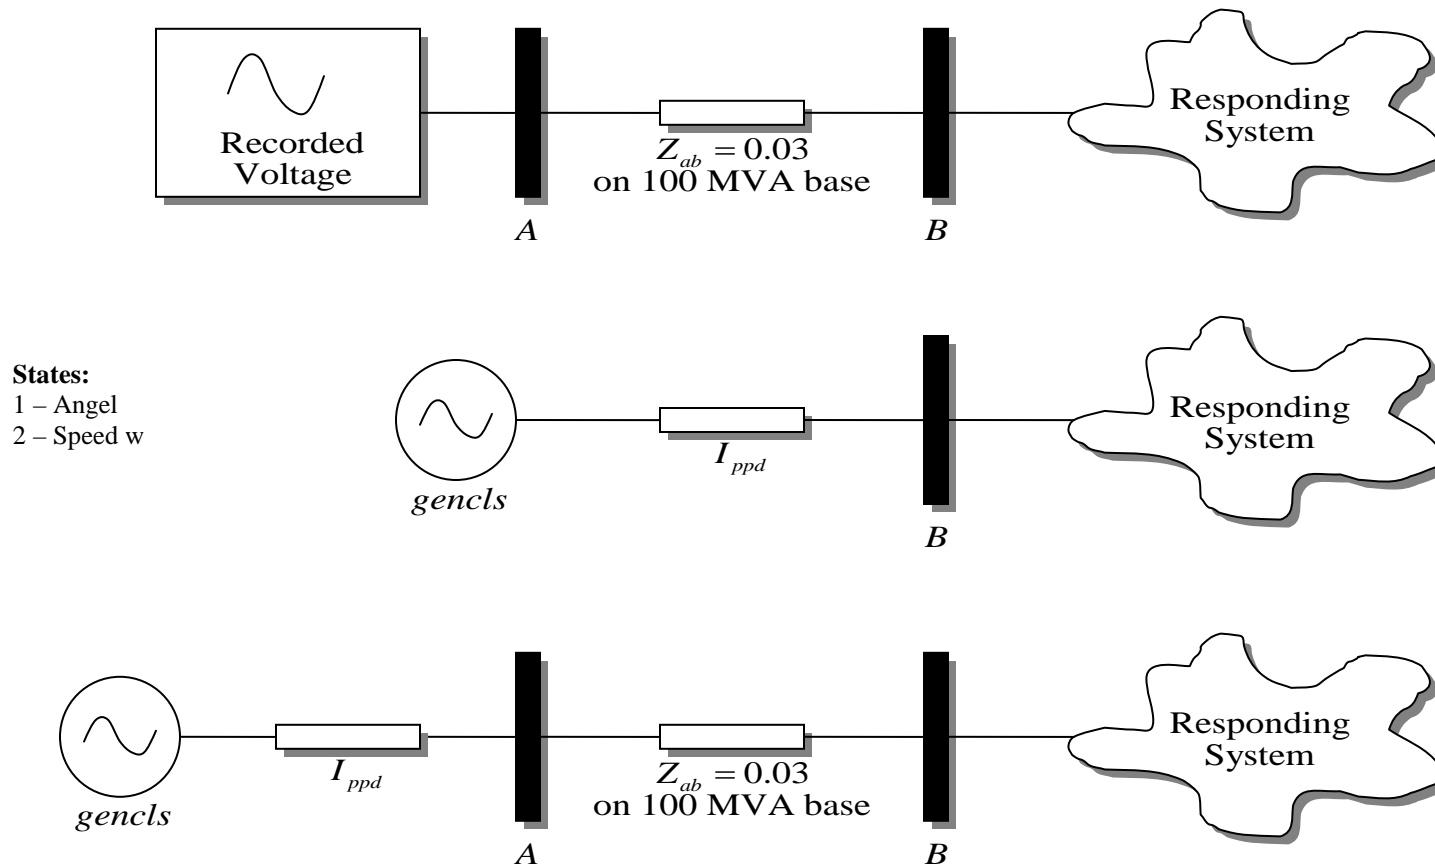 Recorded
Voltage
A
Z_ab = 0.03
on 100 MVA base
B
Responding
System
States:
1 – Angel
2 – Speed w
gencls
I_ppd
B
Responding
System
gencls
I_ppd
A
Z_ab = 0.03
on 100 MVA base
B
Responding
System